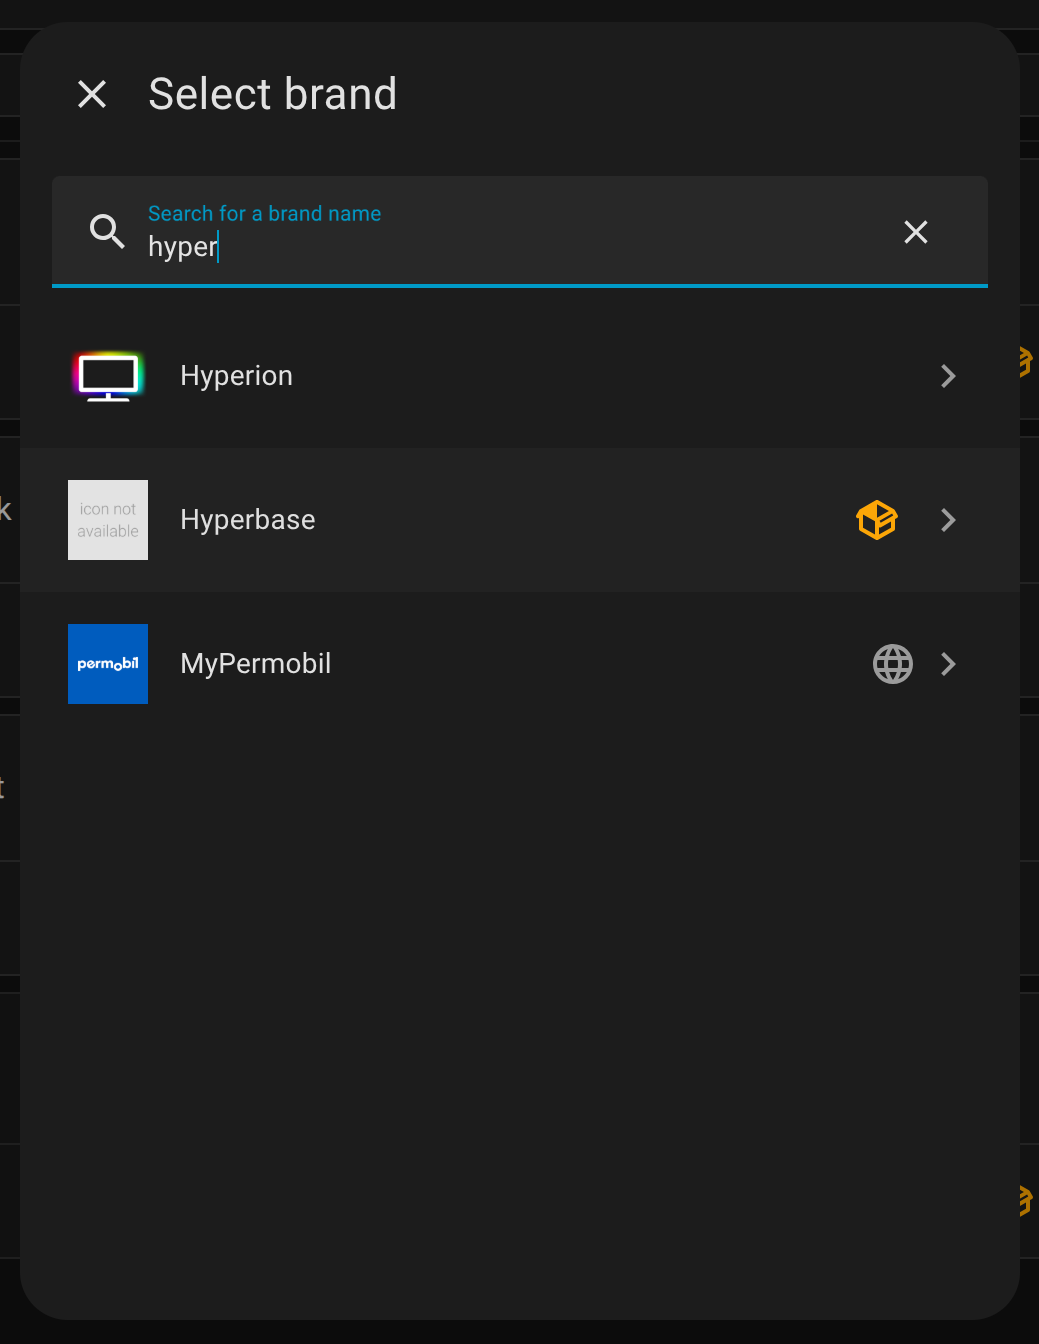 Select brand
Search for a brand name
hyper
Hyperion
icon not
available
Hyperbase
k
permobil
MyPermobil
t